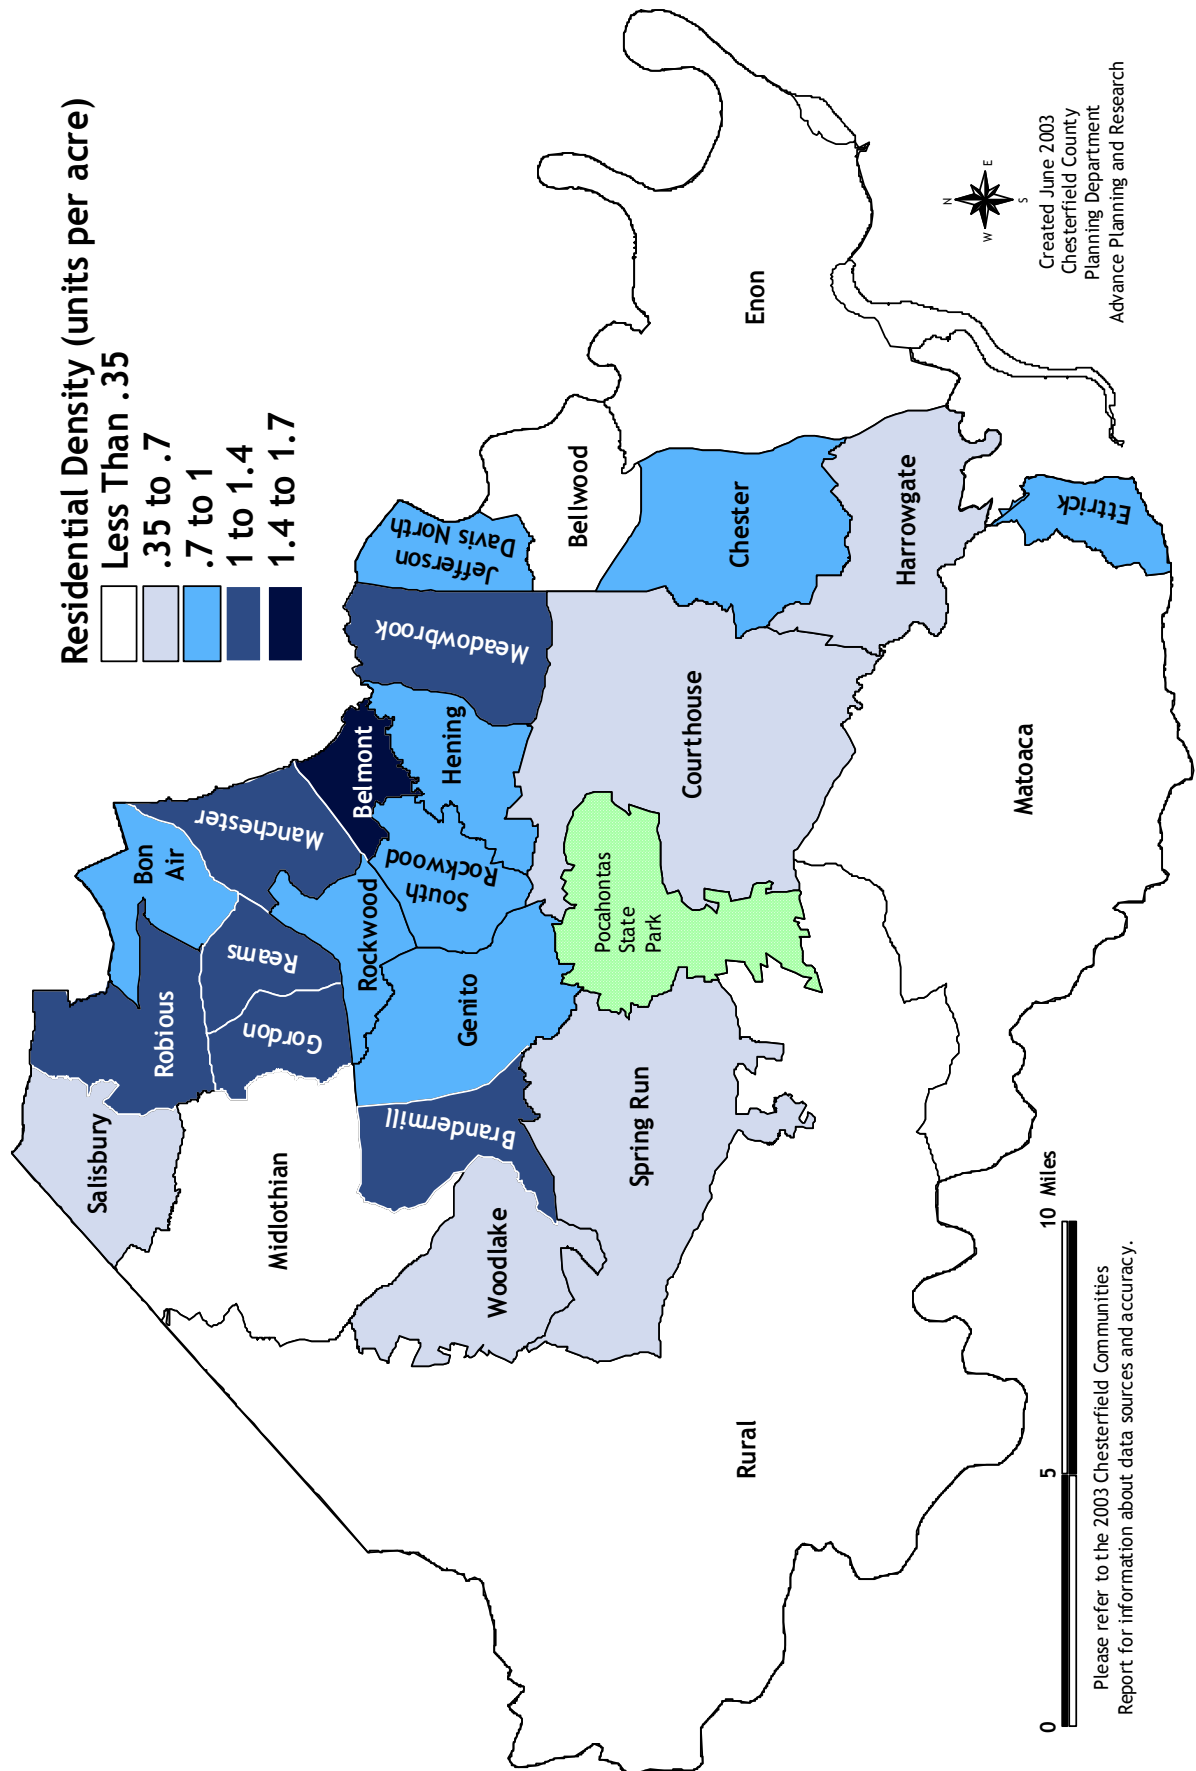 Residential Density (units per acre)
Less Than .35
.35 to .7
.7 to 1
1 to 1.4
1.4 to 1.7
Salisbury
Robious
Bon
Air
Midlothian
Gordon
Reams
Manchester
Belmont
Rockwood
South
Rockwood
Hening
Meadowbrook
Jefferson
Davis North
Bellwood
Woodlake
Brandermill
Genito
Spring Run
Pocahontas
State
Park
Courthouse
Chester
Enon
Harrowgate
Ettrick
Matoaca
Rural
N
W
E
S
Created June 2003
Chesterfield County
Planning Department
Advance Planning and Research
0
5
10 Miles
Please refer to the 2003 Chesterfield Communities
Report for information about data sources and accuracy.